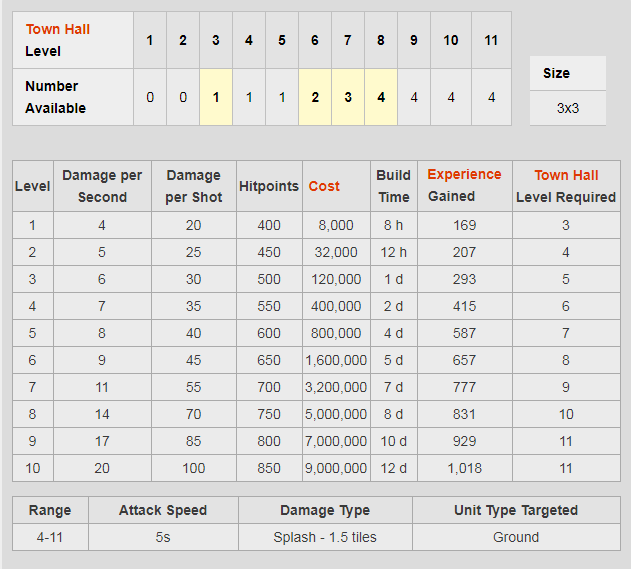 Town Hall Level 1 2 3 4 5 6 7 8 9 10 11
Number Available 0 0 1 1 1 2 3 4 4 4 4
Size
3x3
Level Damage per Second Damage per Shot Hitpoints Cost Build Time Experience Gained Town Hall Level Required
1 4 20 400 8,000 8 h 169 3
2 5 25 450 32,000 12 h 207 4
3 6 30 500 120,000 1 d 293 5
4 7 35 550 400,000 2 d 415 6
5 8 40 600 800,000 4 d 587 7
6 9 45 650 1,600,000 5 d 657 8
7 11 55 700 3,200,000 7 d 777 9
8 14 70 750 5,000,000 8 d 831 10
9 17 85 800 7,000,000 10 d 929 11
10 20 100 850 9,000,000 12 d 1,018 11
Range Attack Speed Damage Type Unit Type Targeted
4-11 5s Splash - 1.5 tiles Ground